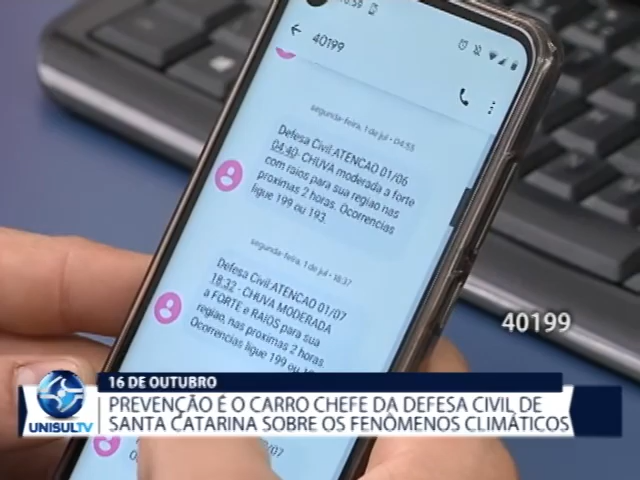 16:59
40199
segunda-feira, 1 de jul • 04:55
Defesa Civil:ATENCAO 01/06
04,40- CHUVA moderada a forte
com raios para sua região nas
proximas 2 horas. Ocorrencias
ligue 199 ou 193.
segunda-feira, 1 de jul • 18:37
Defesa Civil:ATENCAO 01/07
18:32 - CHUVA MODERADA
a FORTE e RAIOS para sua
região, nas proximas 2 horas.
Ocorrencias ligue 199 ou
40199
16 DE OUTUBRO
PREVENÇÃO É O CARRO CHEFE DA DEFESA CIVIL DE
SANTA CATARINA SOBRE OS FENÔMENOS CLIMÁTICOS
UNISULTV